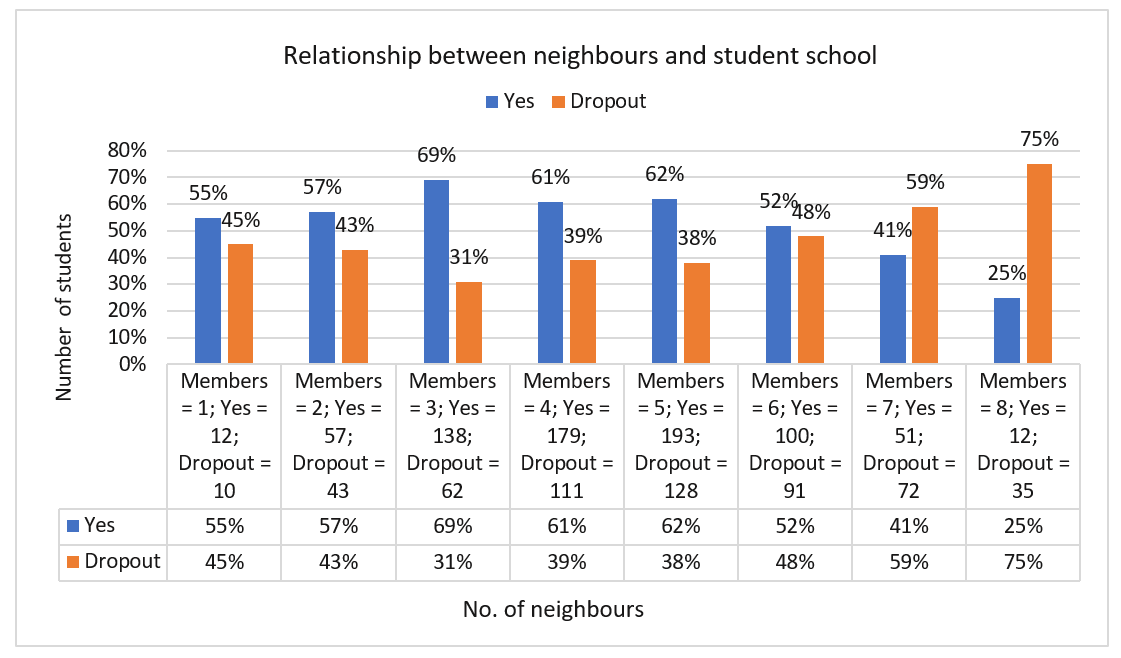 Relationship between neighbours and student school
Yes Dropout
80%
70%
60%
50%
40%
30%
20%
10%
0%
Number of students
55% 45%
57% 43%
69% 31%
61% 39%
62% 38%
52% 48%
41% 59%
25% 75%
Members
= 1; Yes =
12;
Dropout =
10
Members
= 2; Yes =
57;
Dropout =
43
Members
= 3; Yes =
138;
Dropout =
62
Members
= 4; Yes =
179;
Dropout =
111
Members
= 5; Yes =
193;
Dropout =
128
Members
= 6; Yes =
100;
Dropout =
91
Members
= 7; Yes =
51;
Dropout =
72
Members
= 8; Yes =
12;
Dropout =
35
Yes 55% 57% 69% 61% 62% 52% 41% 25%
Dropout 45% 43% 31% 39% 38% 48% 59% 75%
No. of neighbours